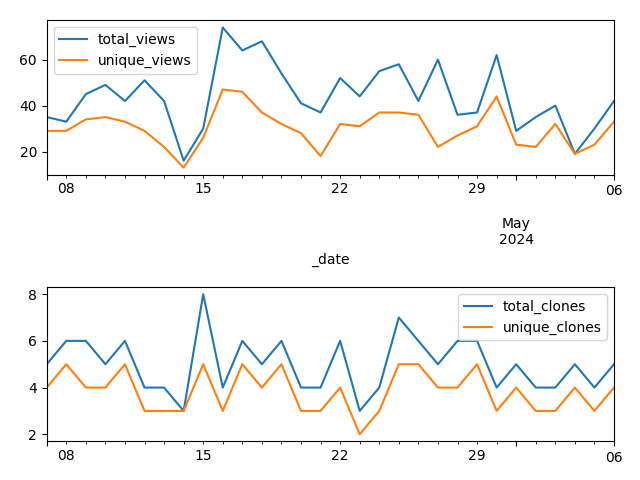 total_views
unique_views
60
40
20
08 15 22 29 06
May
2024
_date
total_clones
unique_clones
8
6
4
2
08 15 22 29 06